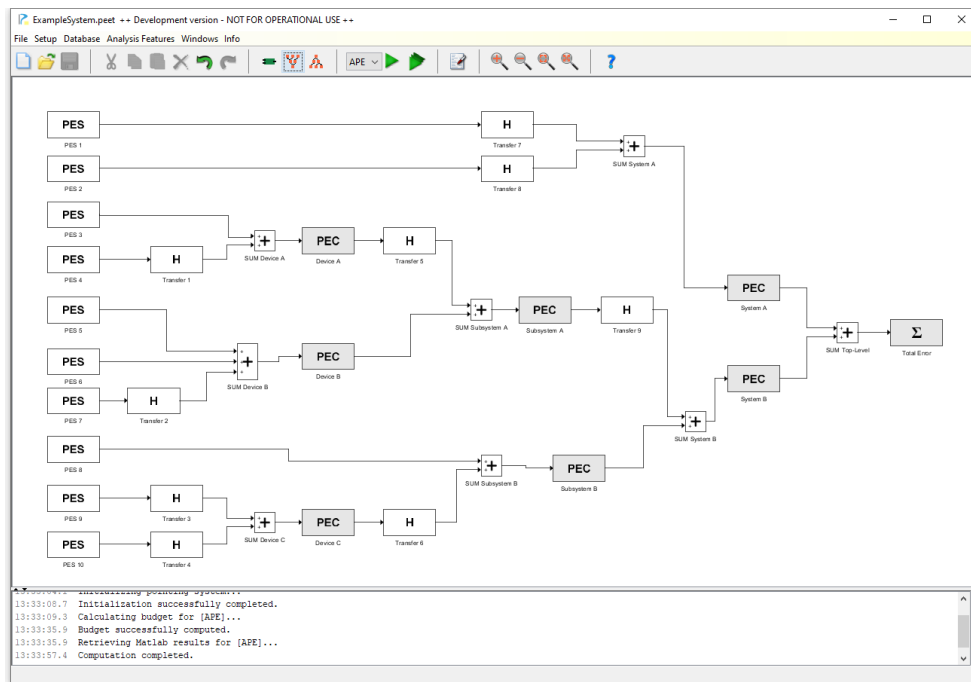 ExampleSystem.peet ++ Development version - NOT FOR OPERATIONAL USE ++
File Setup Database Analysis Features Windows Info
APE
?
PES
PES 1
H
Transfer 7
PES
PES 2
H
Transfer 8
SUM System A
PES
PES 3
PES
PES 4
H
Transfer 1
SUM Device A
PEC
Device A
H
Transfer 5
PES
PES 5
PES
PES 6
PES
PES 7
H
Transfer 2
SUM Device B
PEC
Device B
SUM Subsystem A
PEC
Subsystem A
H
Transfer 9
PEC
System A
SUM Top-Level
Σ
Total Error
PEC
System B
SUM System B
PES
PES 8
SUM Subsystem B
PEC
Subsystem B
PES
PES 9
H
Transfer 3
PES
PES 10
H
Transfer 4
SUM Device C
PEC
Device C
H
Transfer 6
Initializing pointing system...
13:33:08.7 Initialization successfully completed.
13:33:09.3 Calculating budget for [APE]...
13:33:35.9 Budget successfully computed.
13:33:35.9 Retrieving Matlab results for [APE]...
13:33:57.4 Computation completed.